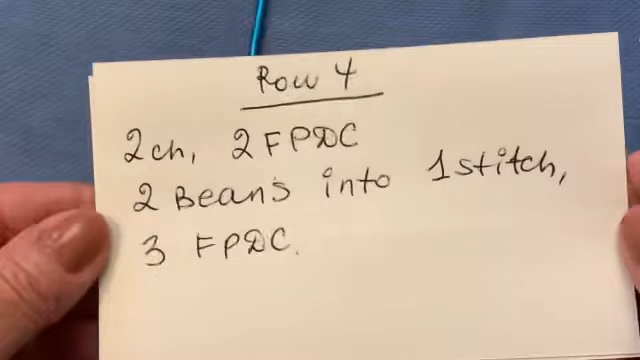 Row 4
2ch, 2 FPDC
2 Beans into 1 stitch,
3 FPDC.